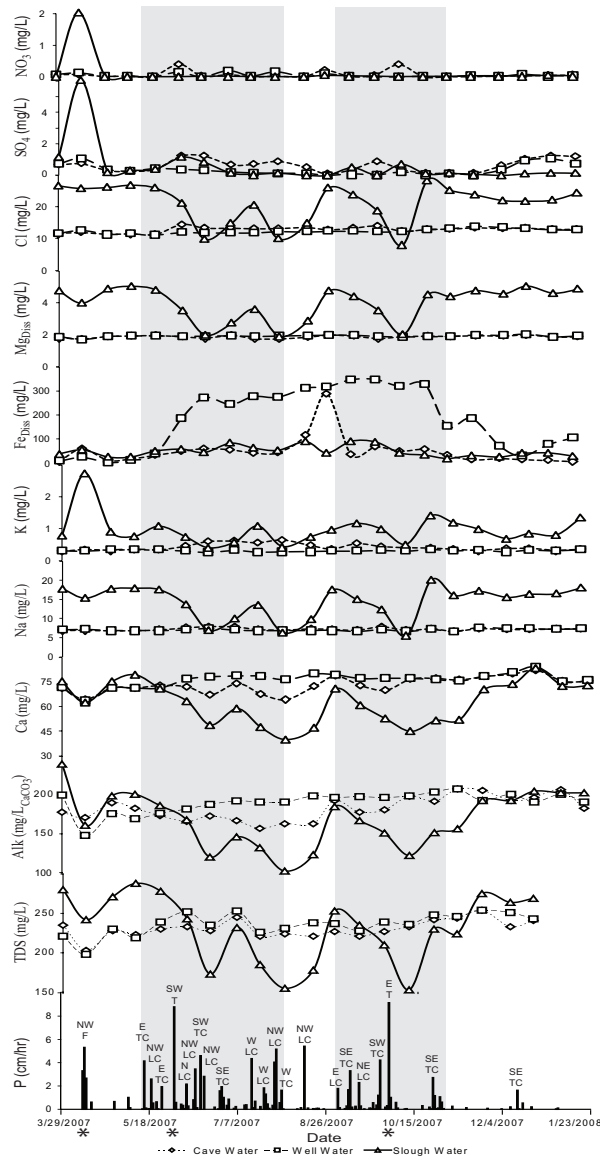 NO3 (mg/L)
2
1
0
SO4 (mg/L)
4
2
0
Cl (mg/L)
20
10
0
MgDiss (mg/L)
4
2
0
FeDiss (mg/L)
300
200
100
0
K (mg/L)
2
1
0
Na (mg/L)
20
15
10
5
0
Ca (mg/L)
75
60
45
30
Alk (mg/LCaCO3)
200
150
100
TDS (mg/L)
250
200
150
P (cm/hr)
8
6
4
2
0
NW F
E TC
NW LC
E TC
SW T
NW LC
N LC
SW TC
NW LC
SE TC
W LC
W LC
NW LC
W TC
NW LC
E LC
SE TC
NE LC
SW TC
E T
SE TC
SE TC
3/29/2007 5/18/2007 7/7/2007 8/26/2007 10/15/2007 12/4/2007 1/23/2008
* * *
Date
Cave Water Well Water Slough Water